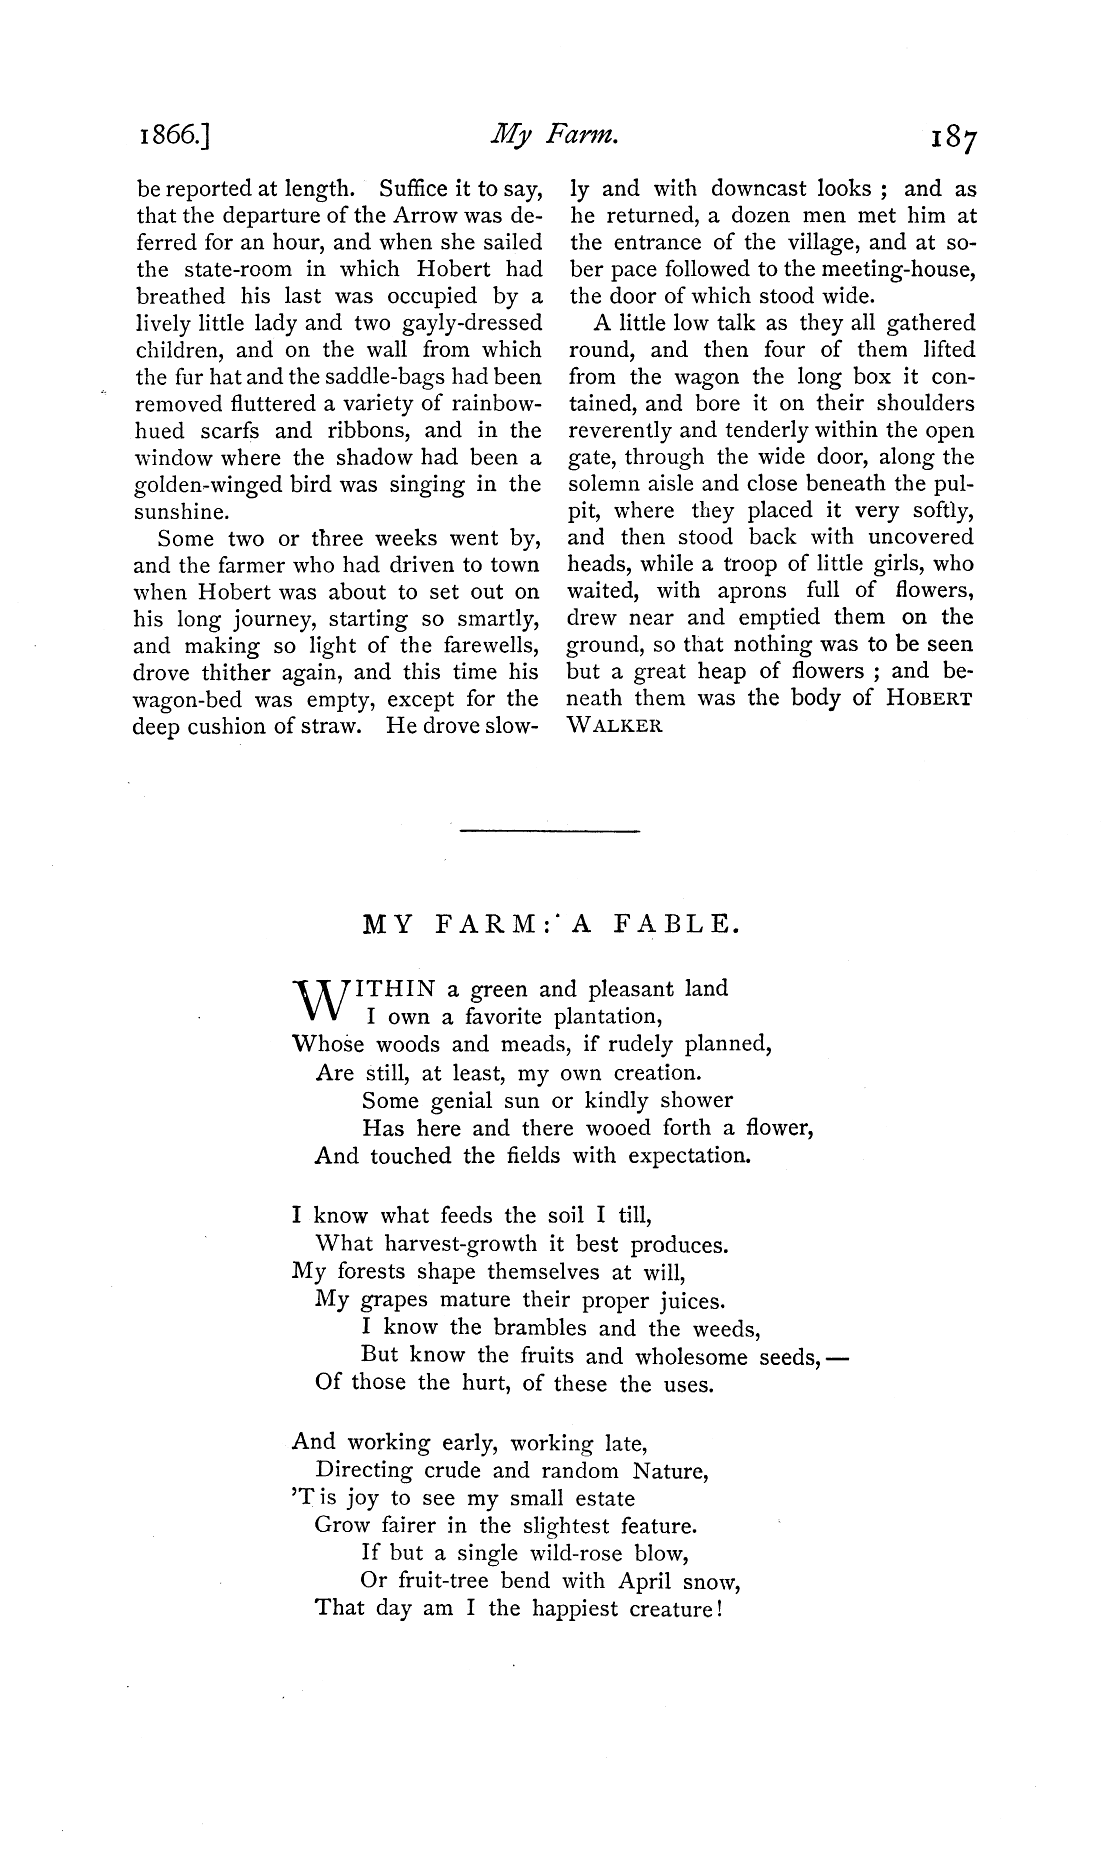 1866.] My Farm. 187
be reported at length. Suffice it to say,
that the departure of the Arrow was de-
ferred for an hour, and when she sailed
the state-room in which Hobert had
breathed his last was occupied by a
lively little lady and two gayly-dressed
children, and on the wall from which
the fur hat and the saddle-bags had been
removed fluttered a variety of rainbow-
hued scarfs and ribbons, and in the
window where the shadow had been a
golden-winged bird was singing in the
sunshine.
Some two or three weeks went by,
and the farmer who had driven to town
when Hobert was about to set out on
his long journey, starting so smartly,
and making so light of the farewells,
drove thither again, and this time his
wagon-bed was empty, except for the
deep cushion of straw. He drove slow-
ly and with downcast looks ; and as
he returned, a dozen men met him at
the entrance of the village, and at so-
ber pace followed to the meeting-house,
the door of which stood wide.
A little low talk as they all gathered
round, and then four of them lifted
from the wagon the long box it con-
tained, and bore it on their shoulders
reverently and tenderly within the open
gate, through the wide door, along the
solemn aisle and close beneath the pul-
pit, where they placed it very softly,
and then stood back with uncovered
heads, while a troop of little girls, who
waited, with aprons full of flowers,
drew near and emptied them on the
ground, so that nothing was to be seen
but a great heap of flowers ; and be-
neath them was the body of HOBERT
WALKER
MY FARM: A FABLE.
WITHIN a green and pleasant land
I own a favorite plantation,
Whose woods and meads, if rudely planned,
Are still, at least, my own creation.
Some genial sun or kindly shower
Has here and there wooed forth a flower,
And touched the fields with expectation.
I know what feeds the soil I till,
What harvest-growth it best produces.
My forests shape themselves at will,
My grapes mature their proper juices.
I know the brambles and the weeds,
But know the fruits and wholesome seeds,—
Of those the hurt, of these the uses.
And working early, working late,
Directing crude and random Nature,
'T is joy to see my small estate
Grow fairer in the slightest feature.
If but a single wild-rose blow,
Or fruit-tree bend with April snow,
That day am I the happiest creature!